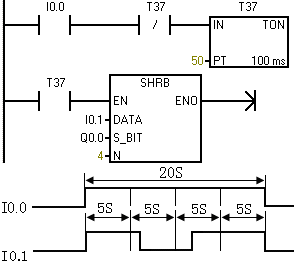 I0.0 T37 T37
/ IN TON
50 PT 100 ms
T37 SHRB
EN ENO
I0.1 DATA
Q0.0 S_BIT
4 N
20S
I0.0 5S 5S 5S 5S
I0.1